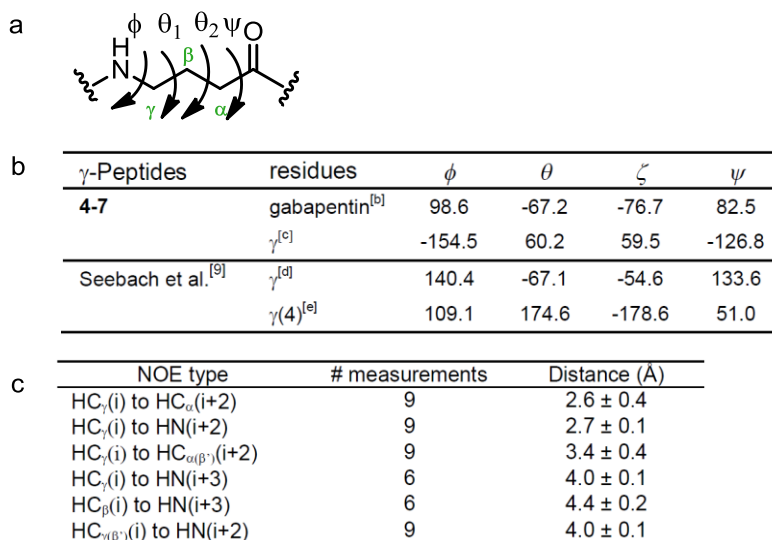 a
ϕ θ1 θ2 ψ
H
N
O
β
γ
α
b
γ-Peptides residues ϕ θ ζ ψ
4-7 gabapentin[b] 98.6 -67.2 -76.7 82.5
γ[c] -154.5 60.2 59.5 -126.8
Seebach et al.[9] γ[d] 140.4 -67.1 -54.6 133.6
γ(4)[e] 109.1 174.6 -178.6 51.0
c
NOE type # measurements Distance (Å)
HCγ(i) to HCα(i+2) 9 2.6 ± 0.4
HCγ(i) to HN(i+2) 9 2.7 ± 0.1
HCγ(i) to HCα(β')(i+2) 9 3.4 ± 0.4
HCγ(i) to HN(i+3) 6 4.0 ± 0.1
HCβ(i) to HN(i+3) 6 4.4 ± 0.2
HCγ(β')(i) to HN(i+2) 9 4.0 ± 0.1